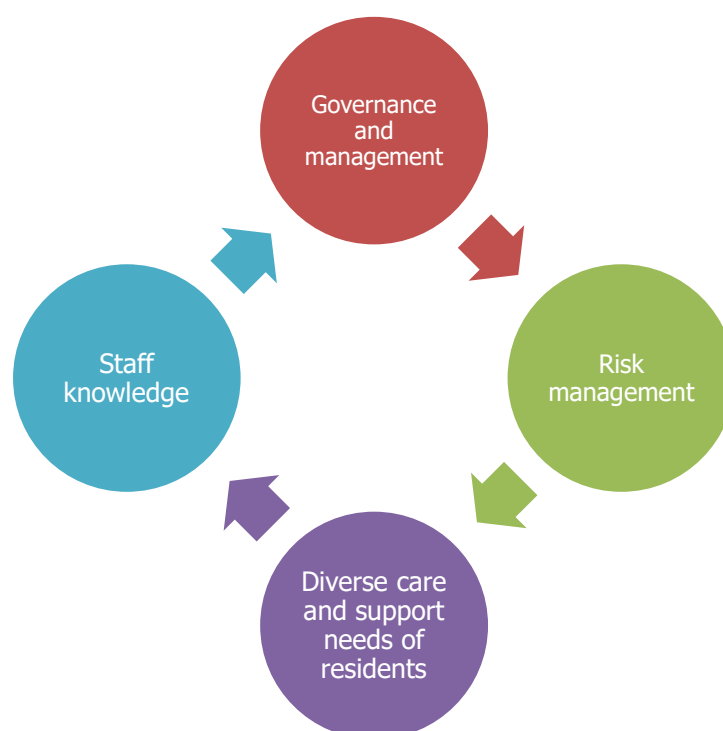 Governance
and
management
Risk
management
Diverse care
and support
needs of
residents
Staff
knowledge